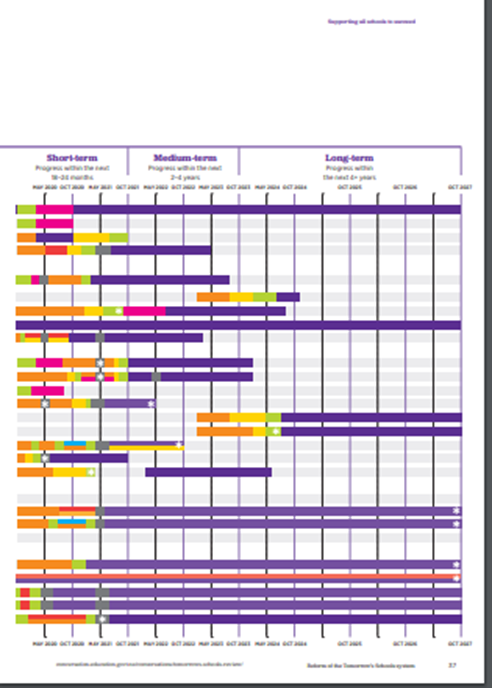 Supporting all schools to succeed
Short-term
Progress within the next
18–24 months
Medium-term
Progress within the next
2–4 years
Long-term
Progress within
the next 4+ years
MAY 2020 OCT 2020 MAY 2021 OCT 2021 MAY 2022 OCT 2022 MAY 2023 OCT 2023 MAY 2024 OCT 2024 OCT 2025 OCT 2026 OCT 2027
MAY 2020 OCT 2020 MAY 2021 OCT 2021 MAY 2022 OCT 2022 MAY 2023 OCT 2023 MAY 2024 OCT 2024 OCT 2025 OCT 2026 OCT 2027
Reform of the Tomorrow's Schools system 27